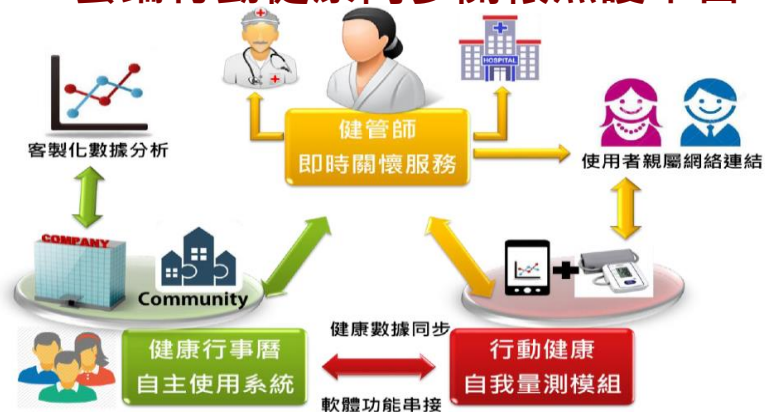 健管師
即時關懷服務
HOSPITAL
客製化數據分析
使用者親屬網絡連結
COMPANY
Community
健康行事曆
自主使用系統
健康數據同步
軟體功能串接
行動健康
自我量測模組